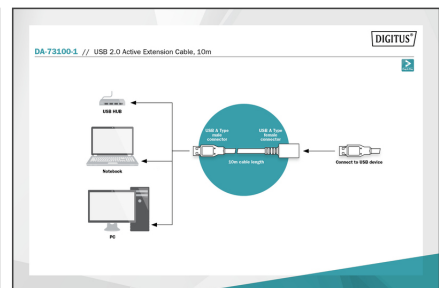 DIGITUS®
DA-73100-1 // USB 2.0 Active Extension Cable, 10m
USB HUB
USB A Type male connector
USB A Type female connector
10m cable length
Notebook
Connect to USB device
PC